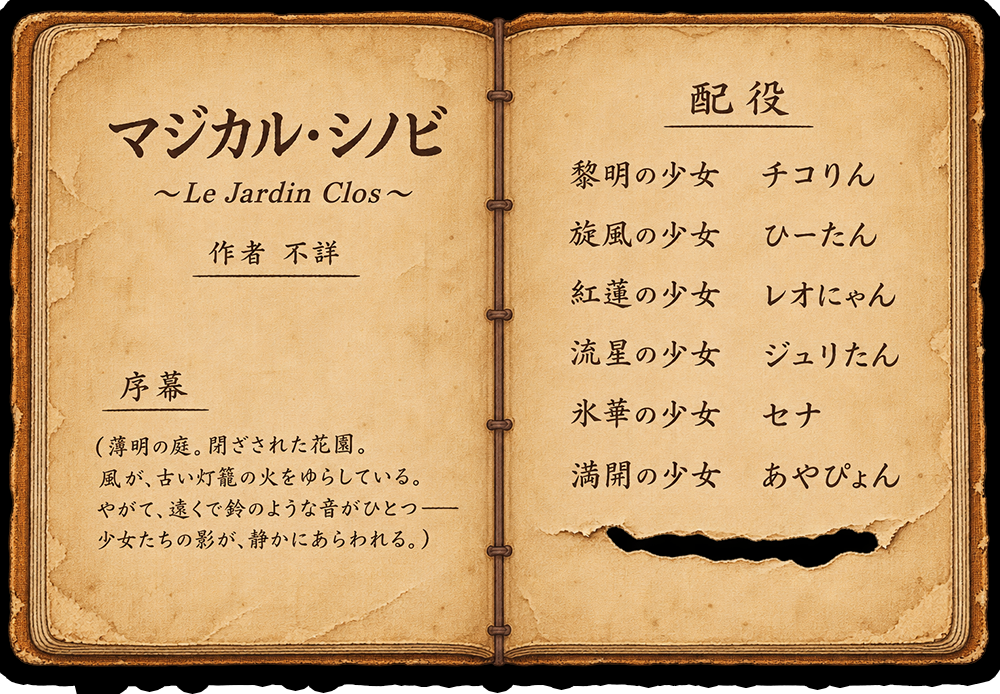 マジカル・シノビ
～Le Jardin Clos～
作者 不詳
序幕
(薄明の庭。閉ざされた花園。
風が、古い灯籠の火をゆらしている。
やがて、遠くで鈴のような音がひとつ――
少女たちの影が、静かにあらわれる。)
配役
黎明の少女 チコりん
旋風の少女 ひーたん
紅蓮の少女 レオにゃん
流星の少女 ジュリたん
氷華の少女 セナ
満開の少女 あやぴょん